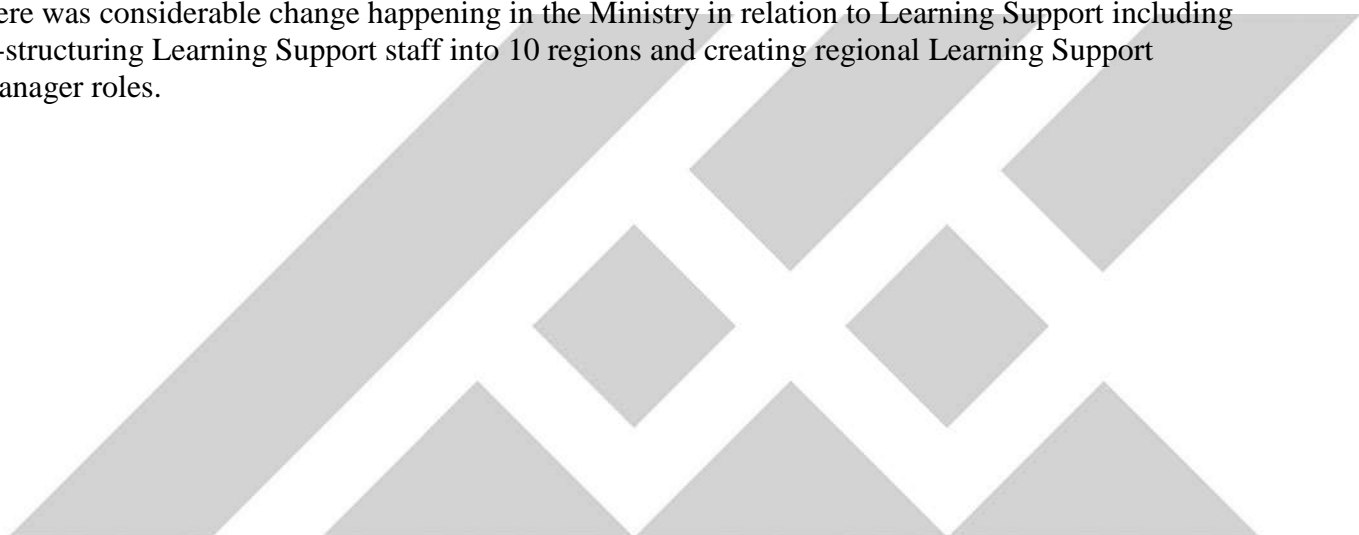 ere was considerable change happening in the Ministry in relation to Learning Support including
-structuring Learning Support staff into 10 regions and creating regional Learning Support
anager roles.